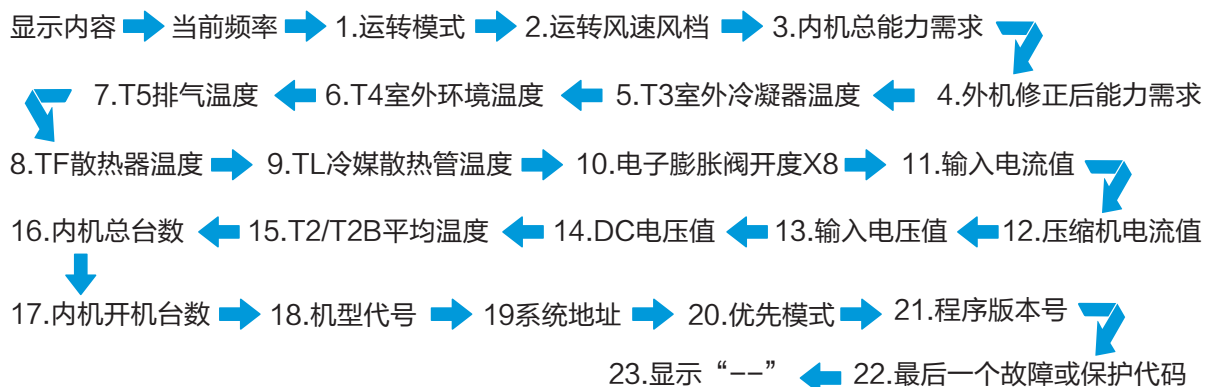 显示内容 当前频率 1.运转模式 2.运转风速风档 3.内机总能力需求
7.T5排气温度 6.T4室外环境温度 5.T3室外冷凝器温度 4.外机修正后能力需求
8.TF散热器温度 9.TL冷媒散热管温度 10.电子膨胀阀开度X8 11.输入电流值
16.内机总台数 15.T2/T2B平均温度 14.DC电压值 13.输入电压值 12.压缩机电流值
17.内机开机台数 18.机型代号 19系统地址 20.优先模式 21.程序版本号
23.显示“--” 22.最后一个故障或保护代码